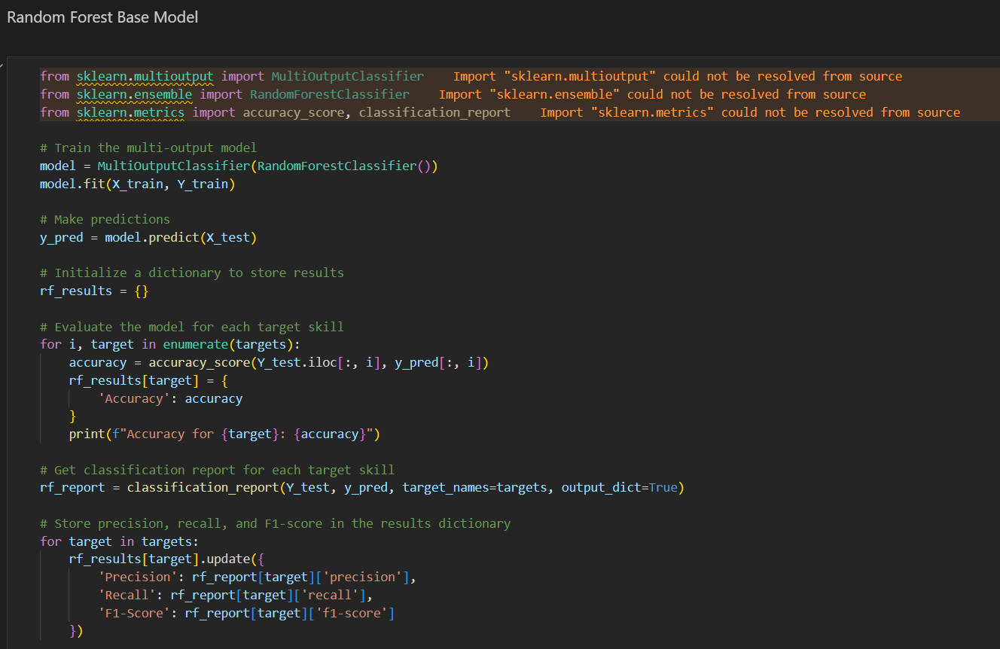 Random Forest Base Model
from sklearn.multioutput import MultiOutputClassifier    Import "sklearn.multioutput" could not be resolved from source
from sklearn.ensemble import RandomForestClassifier    Import "sklearn.ensemble" could not be resolved from source
from sklearn.metrics import accuracy_score, classification_report    Import "sklearn.metrics" could not be resolved from source
# Train the multi-output model
model = MultiOutputClassifier(RandomForestClassifier())
model.fit(X_train, Y_train)
# Make predictions
y_pred = model.predict(X_test)
# Initialize a dictionary to store results
rf_results = {}
# Evaluate the model for each target skill
for i, target in enumerate(targets):
    accuracy = accuracy_score(Y_test.iloc[:, i], y_pred[:, i])
    rf_results[target] = {
        'Accuracy': accuracy
    }
    print(f"Accuracy for {target}: {accuracy}")
# Get classification report for each target skill
rf_report = classification_report(Y_test, y_pred, target_names=targets, output_dict=True)
# Store precision, recall, and F1-score in the results dictionary
for target in targets:
    rf_results[target].update({
        'Precision': rf_report[target]['precision'],
        'Recall': rf_report[target]['recall'],
        'F1-Score': rf_report[target]['f1-score']
    })